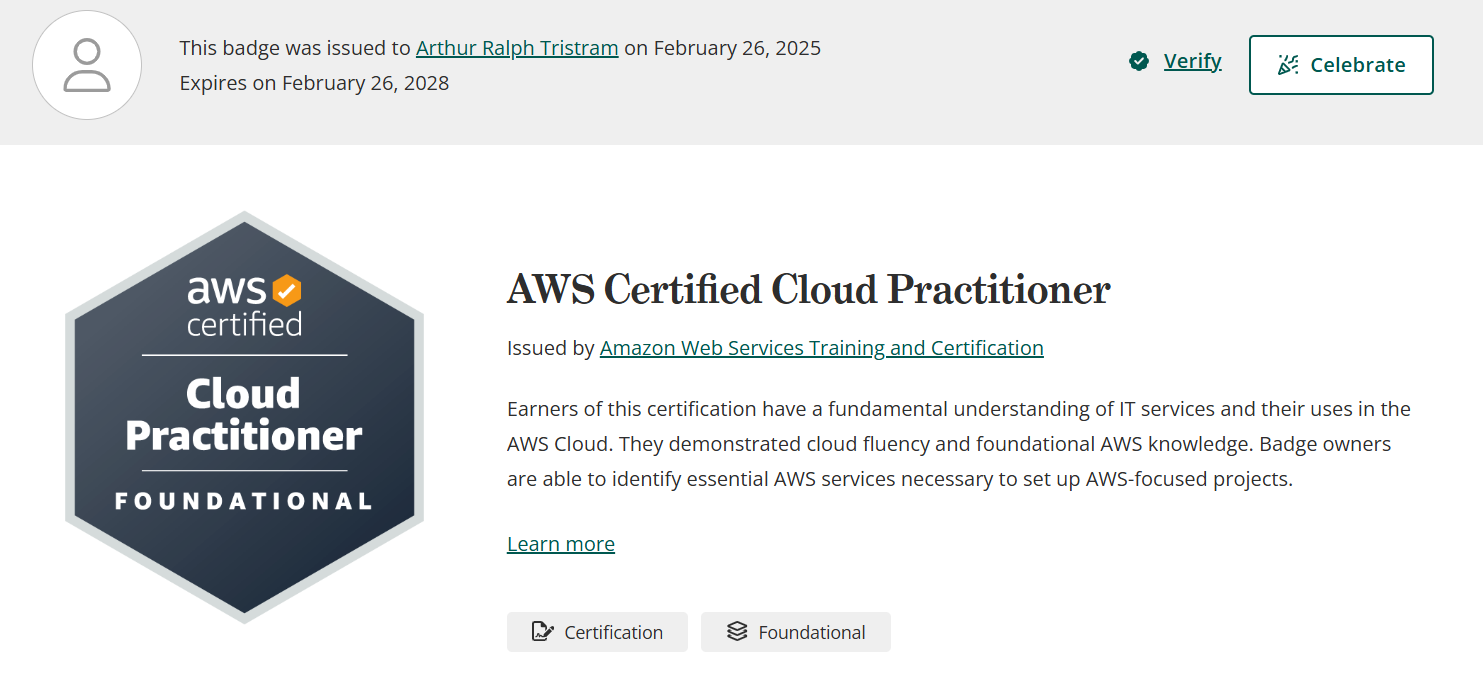 This badge was issued to Arthur Ralph Tristram on February 26, 2025
Expires on February 26, 2028
Verify
Celebrate
aws
certified
Cloud
Practitioner
FOUNDATIONAL
AWS Certified Cloud Practitioner
Issued by Amazon Web Services Training and Certification
Earners of this certification have a fundamental understanding of IT services and their uses in the
AWS Cloud. They demonstrated cloud fluency and foundational AWS knowledge. Badge owners
are able to identify essential AWS services necessary to set up AWS-focused projects.
Learn more
Certification
Foundational